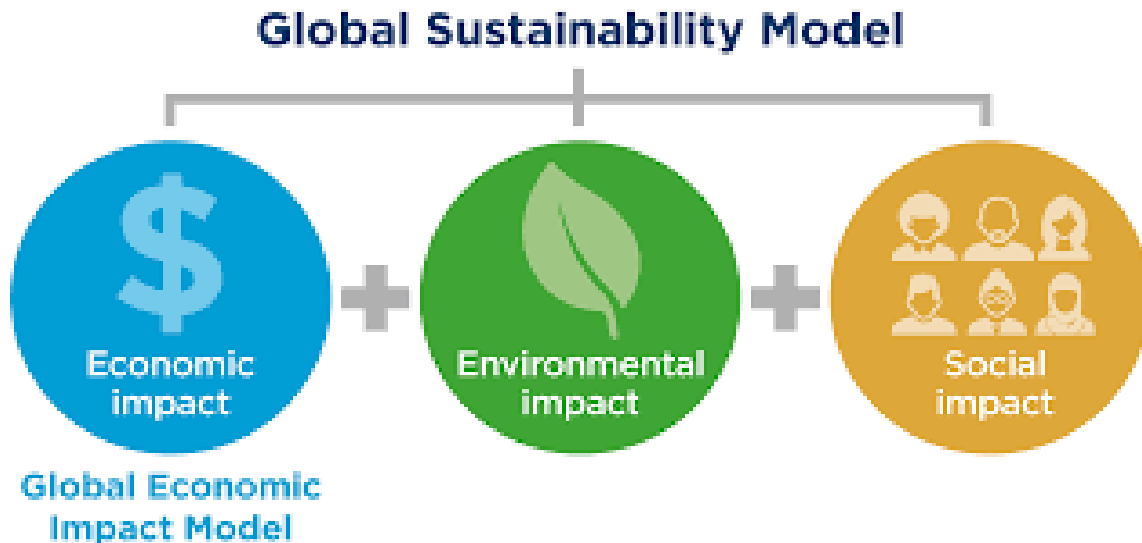 Global Sustainability Model
Economic
impact
Environmental
impact
Social
impact
Global Economic
Impact Model